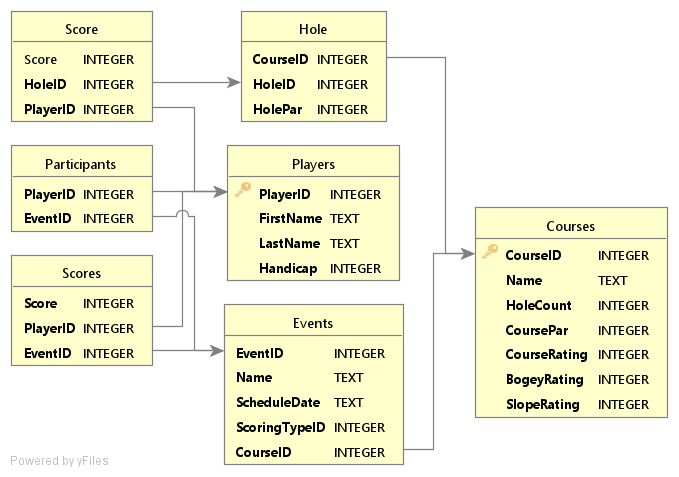 Score
Score INTEGER
HoleID INTEGER
PlayerID INTEGER
Hole
CourseID INTEGER
HoleID INTEGER
HolePar INTEGER
Participants
PlayerID INTEGER
EventID INTEGER
Players
PlayerID INTEGER
FirstName TEXT
LastName TEXT
Handicap INTEGER
Scores
Score INTEGER
PlayerID INTEGER
EventID INTEGER
Events
EventID INTEGER
Name TEXT
ScheduleDate TEXT
ScoringTypeID INTEGER
CourseID INTEGER
Courses
CourseID INTEGER
Name TEXT
HoleCount INTEGER
CoursePar INTEGER
CourseRating INTEGER
BogeyRating INTEGER
SlopeRating INTEGER
Powered by yFiles